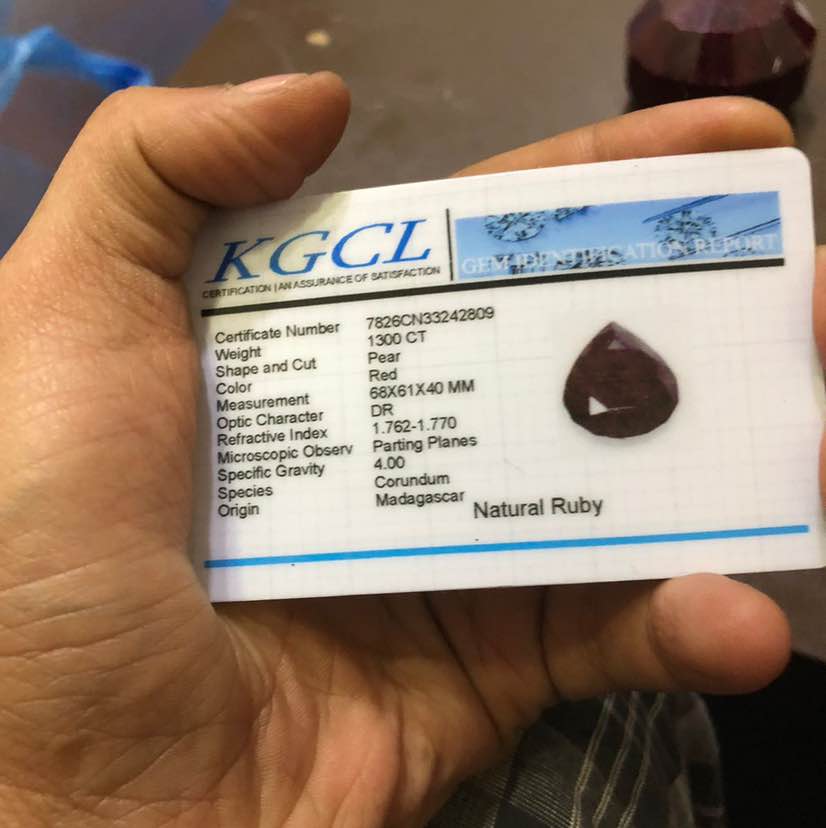 KGCL
CERTIFICATION | AN ASSURANCE OF SATISFACTION
GEM IDENTIFICATION REPORT
Certificate Number 7826CN33242809
Weight 1300 CT
Shape and Cut Pear
Color Red
Measurement 68X61X40 MM
Optic Character DR
Refractive Index 1.762-1.770
Microscopic Observ Parting Planes
Specific Gravity 4.00
Species Corundum
Origin Madagascar
Natural Ruby